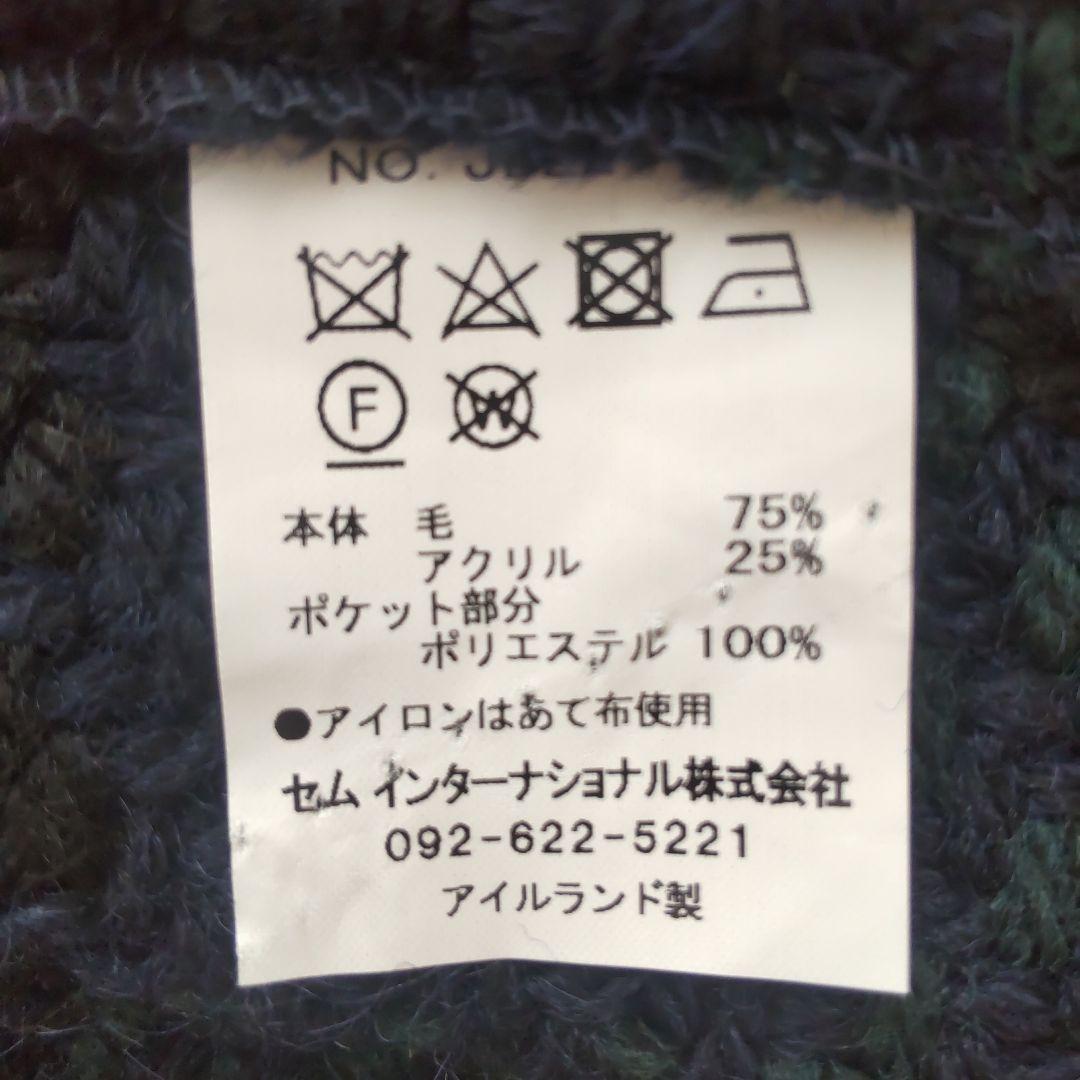 NO.
F
W
本体 毛 75%
アクリル 25%
ポケット部分
ポリエステル 100%
●アイロンはあて布使用
セム インターナショナル株式会社
092-622-5221
アイルランド製